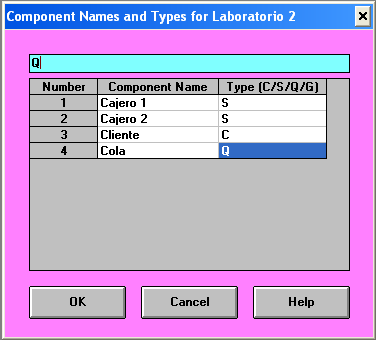 Component Names and Types for Laboratorio 2
Q
Number Component Name Type (C/S/Q/G)
1 Cajero 1 S
2 Cajero 2 S
3 Cliente C
4 Cola Q
OK Cancel Help